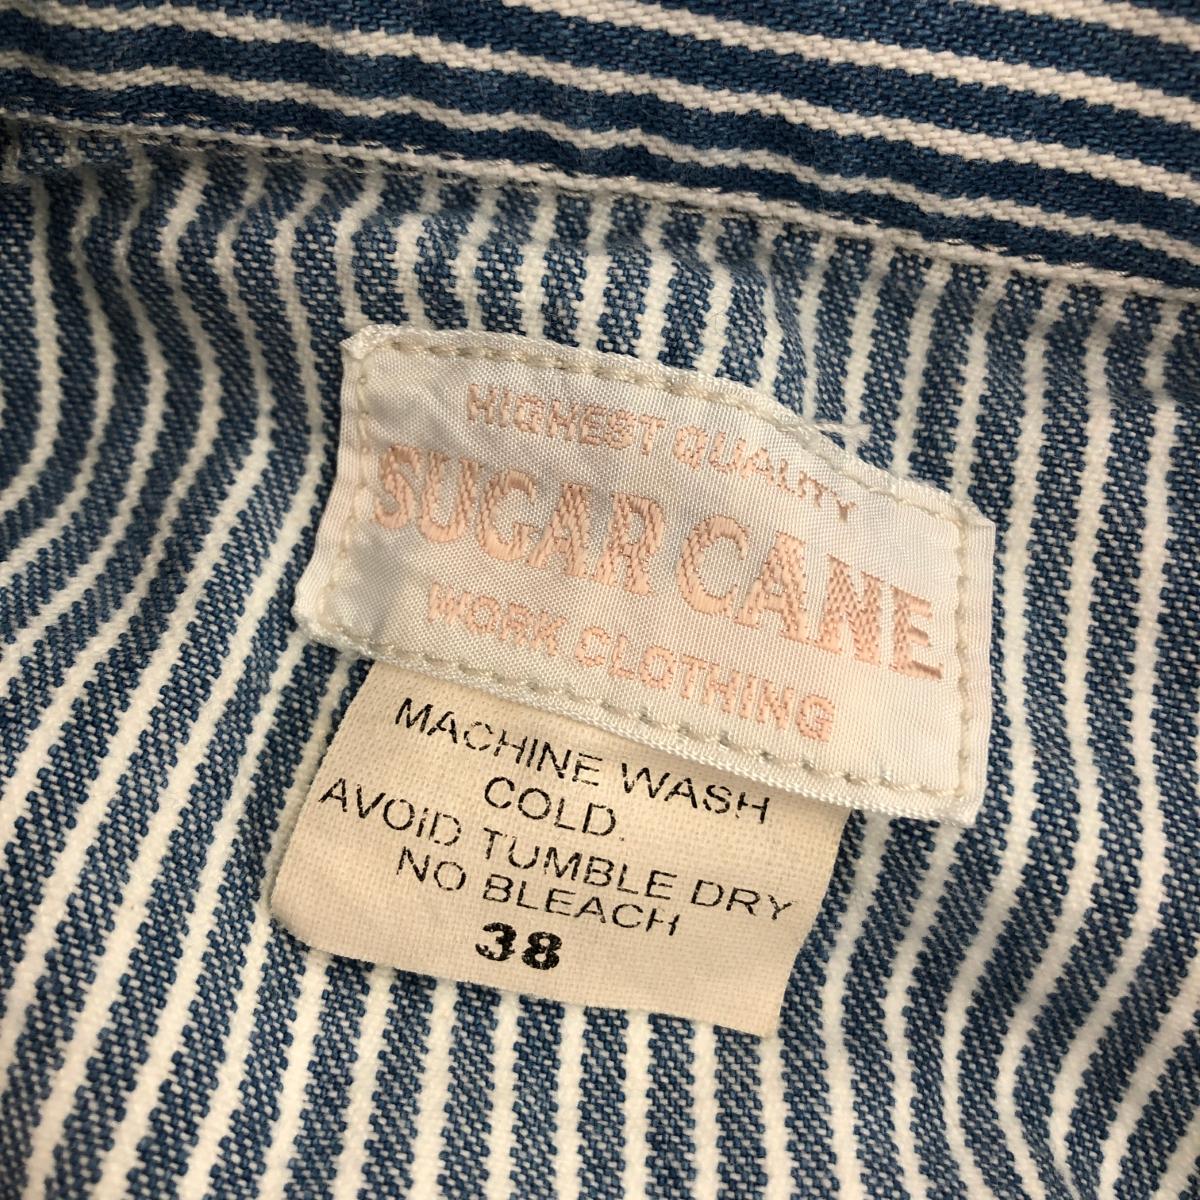 HIGHEST QUALITY
SUGAR CANE
WORK CLOTHING
MACHINE WASH
COLD.
AVOID TUMBLE DRY
NO BLEACH
38